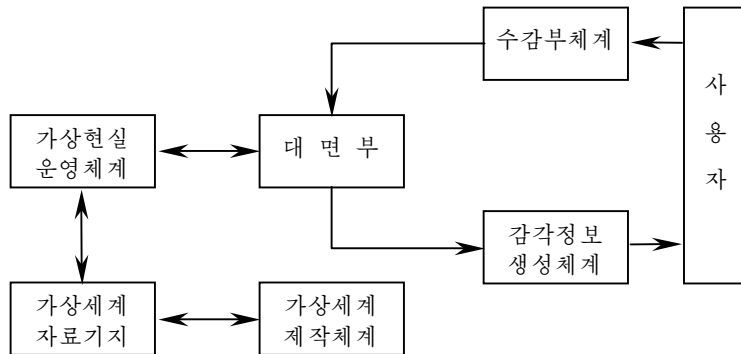 수감부체계
사
용
자
가상현실
운영체계
대 면 부
감각정보
생성체계
가상세계
자료기지
가상세계
제작체계